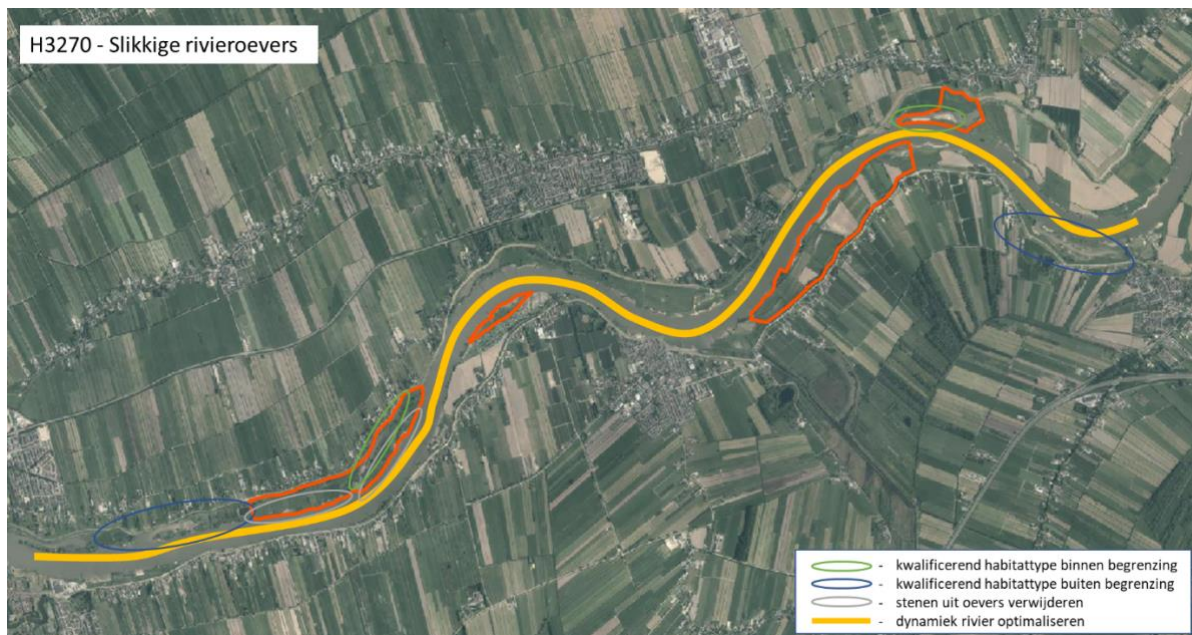 H3270 - Slikkige rivieroevers
- kwalificerend habitattype binnen begrenzing
- kwalificerend habitattype buiten begrenzing
- stenen uit oevers verwijderen
- dynamiek rivier optimaliseren